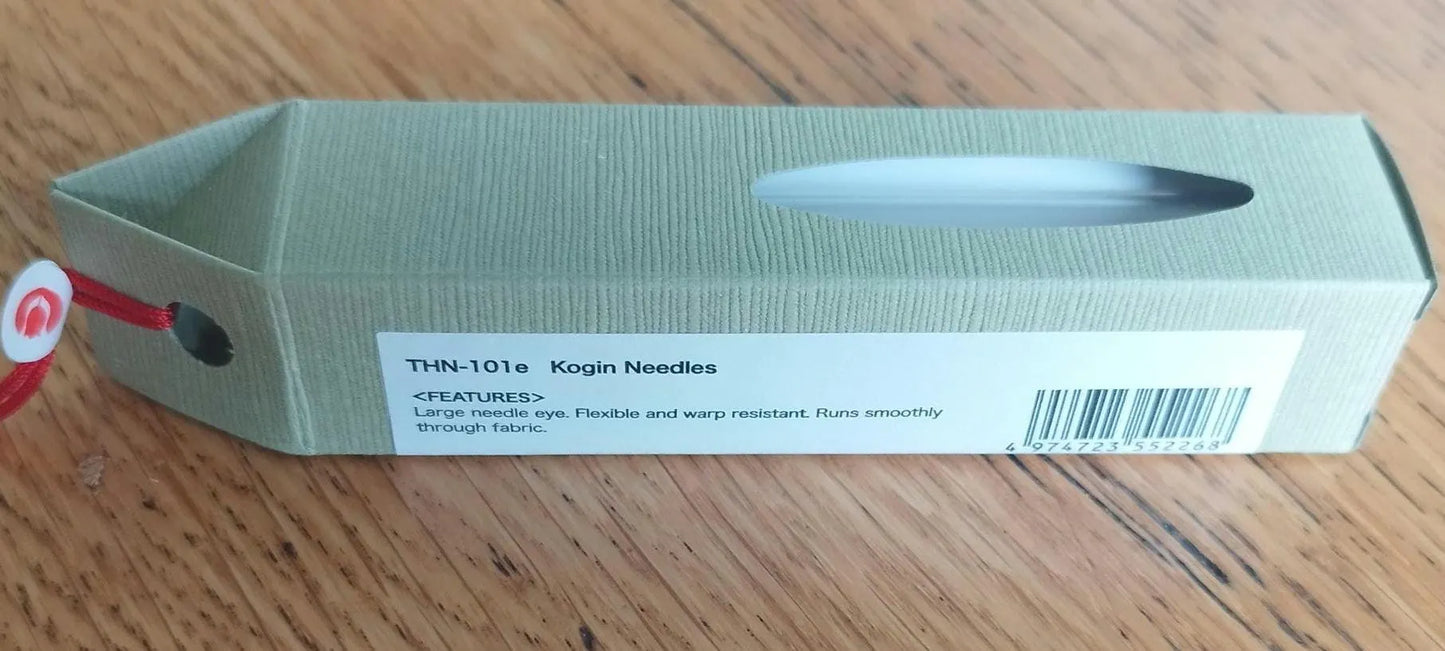 THN-101e Kogin Needles
<FEATURES>
Large needle eye. Flexible and warp resistant. Runs smoothly
through fabric.
4 974723 552268